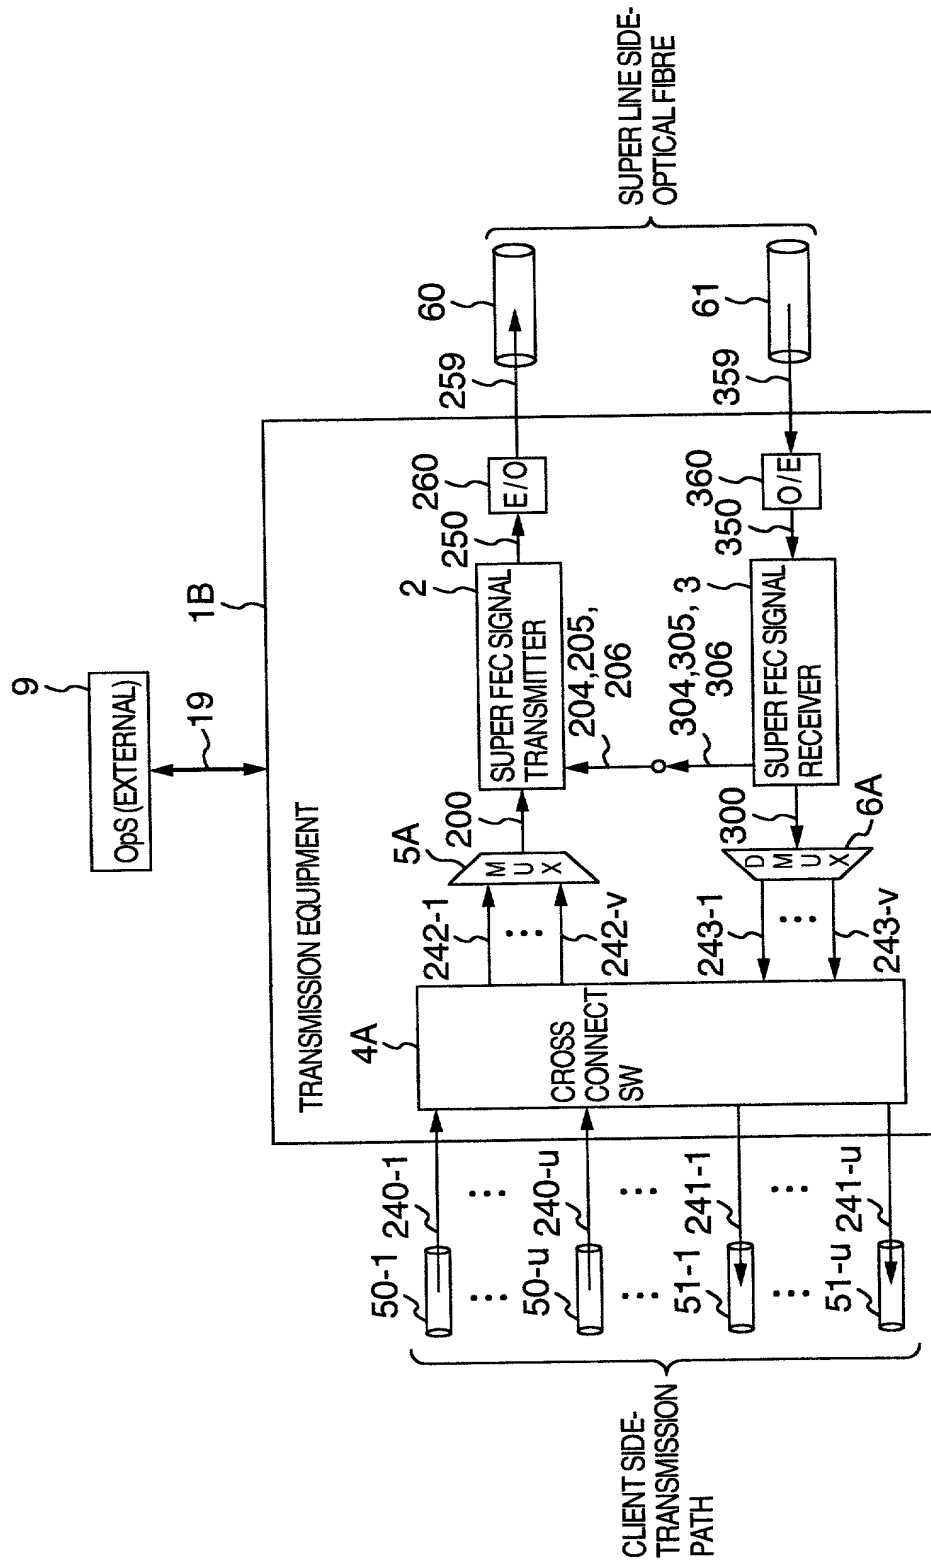 9
OpS (EXTERNAL)
19
1B
TRANSMISSION EQUIPMENT
CLIENT SIDE-
TRANSMISSION
PATH
50-1
240-1
50-u
240-u
51-1
241-1
51-u
241-u
4A
CROSS
CONNECT
SW
242-1
242-v
5A
MUX
200
2
SUPER FEC SIGNAL
TRANSMITTER
250
260
E/O
259
60
204,205,
206
304,305,
306
243-1
243-v
6A
DMUX
300
3
SUPER FEC SIGNAL
RECEIVER
350
360
O/E
359
61
SUPER LINE SIDE-
OPTICAL FIBRE